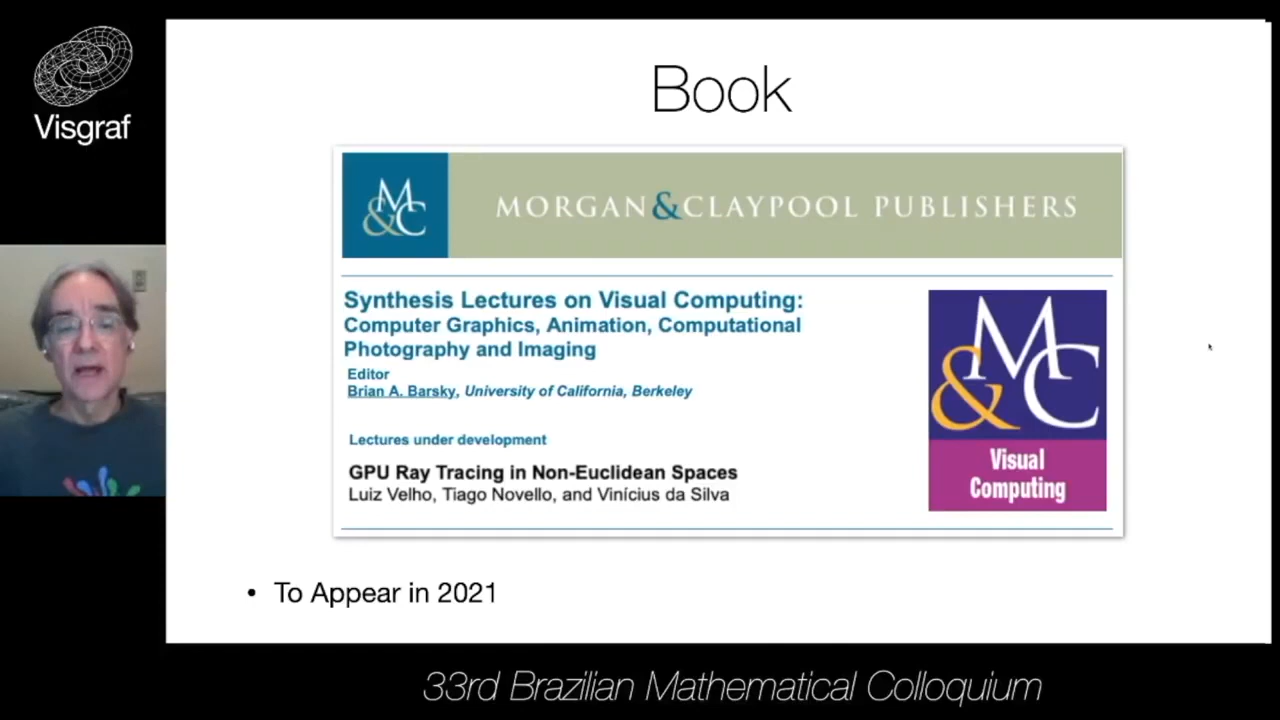 Visgraf
Book
M&C
MORGAN&CLAYPOOL PUBLISHERS
Synthesis Lectures on Visual Computing:
Computer Graphics, Animation, Computational
Photography and Imaging
Editor
Brian A. Barsky, University of California, Berkeley
Lectures under development
GPU Ray Tracing in Non-Euclidean Spaces
Luiz Velho, Tiago Novello, and Vinícius da Silva
M&C
Visual
Computing
• To Appear in 2021
33rd Brazilian Mathematical Colloquium